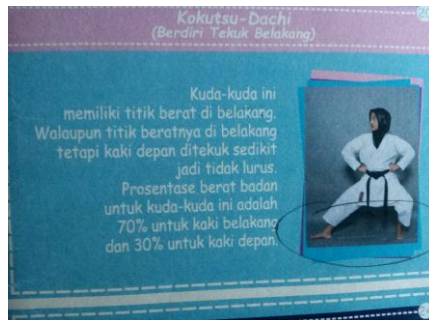 Kokutsu-Dachi
(Berdiri Tekuk Belakang)
Kuda-kuda ini
memiliki titik berat di belakang.
Walaupun titik beratnya di belakang
tetapi kaki depan ditekuk sedikit
jadi tidak lurus.
Prosentase berat badan
untuk kuda-kuda ini adalah
70% untuk kaki belakang
dan 30% untuk kaki depan.